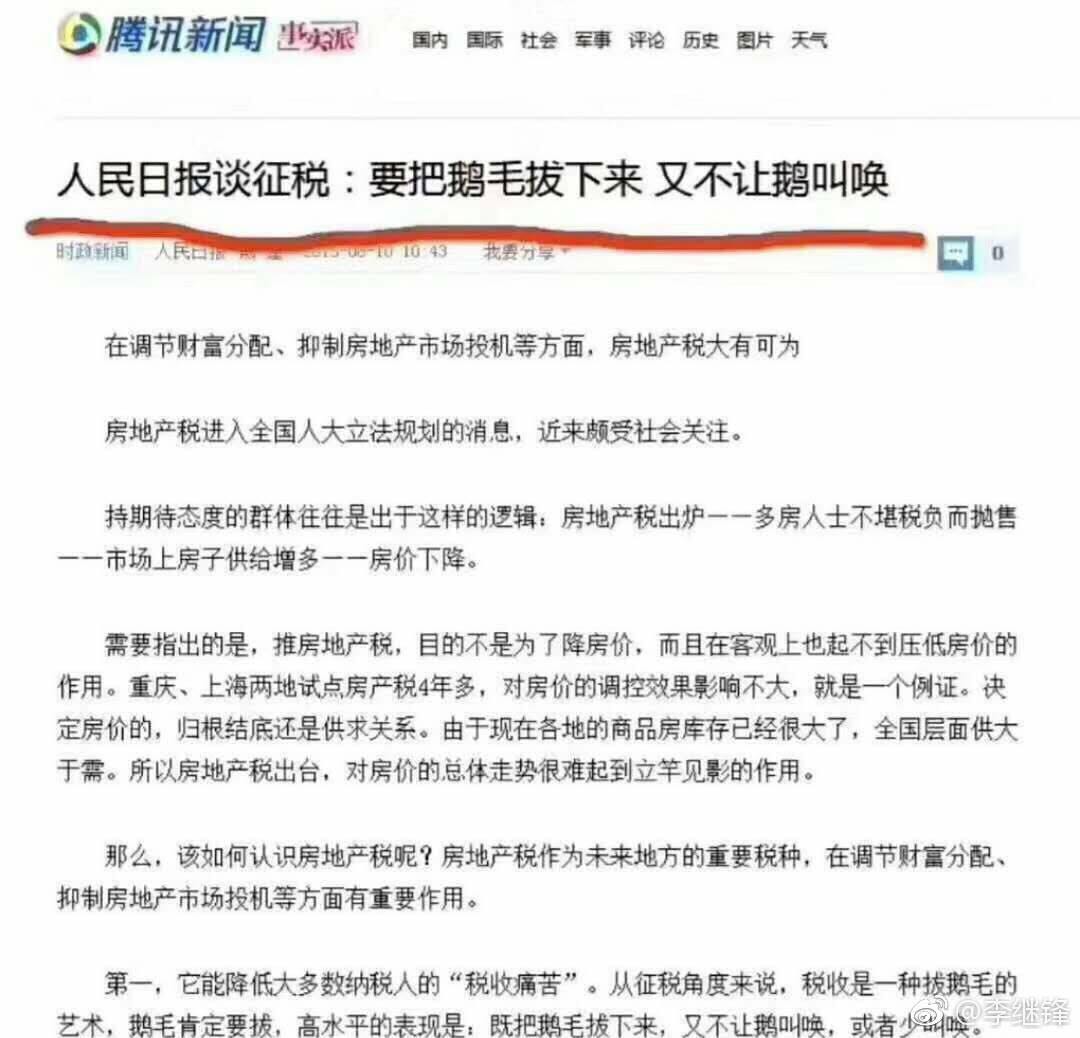 腾讯新闻 事实派 国内 国际 社会 军事 评论 历史 图片 天气
人民日报谈征税：要把鹅毛拔下来 又不让鹅叫唤
时政新闻 人民日报 10:43 我要分享 0
在调节财富分配、抑制房地产市场投机等方面，房地产税大有可为
房地产税进入全国人大立法规划的消息，近来颇受社会关注。
持期待态度的群体往往是出于这样的逻辑：房地产税出炉——多房人士不堪税负而抛售
——市场上房子供给增多——房价下降。
需要指出的是，推房地产税，目的不是为了降房价，而且在客观上也起不到压低房价的
作用。重庆、上海两地试点房产税4年多，对房价的调控效果影响不大，就是一个例证。决
定房价的，归根结底还是供求关系。由于现在各地的商品房库存已经很大了，全国层面供大
于需。所以房地产税出台，对房价的总体走势很难起到立竿见影的作用。
那么，该如何认识房地产税呢？房地产税作为未来地方的重要税种，在调节财富分配、
抑制房地产市场投机等方面有重要作用。
第一，它能降低大多数纳税人的“税收痛苦”。从征税角度来说，税收是一种拔鹅毛的
艺术，鹅毛肯定要拔，高水平的表现是：既把鹅毛拔下来，又不让鹅叫唤，或者少叫唤。
@李继锋